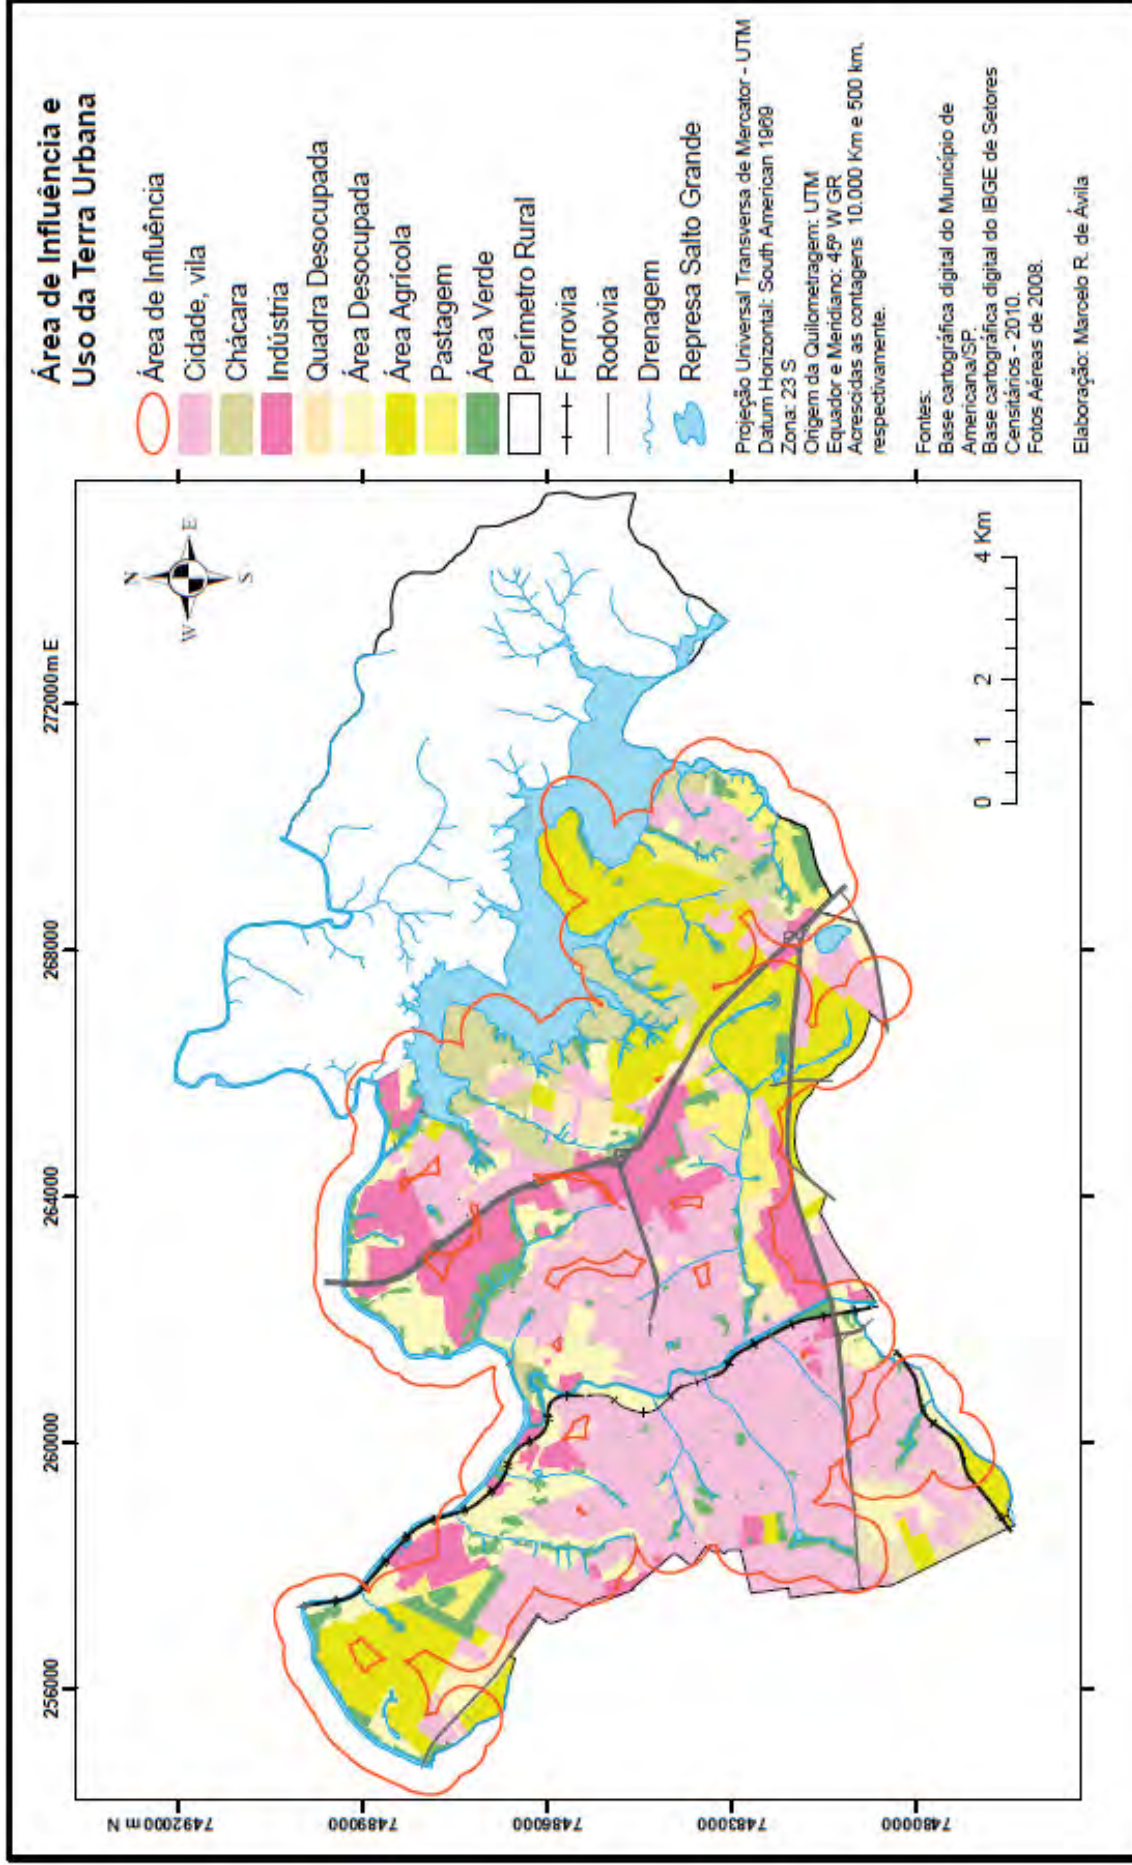 Área de Influência e
Uso da Terra Urbana
Área de Influência
Cidade, vila
Chácara
Indústria
Quadra Desocupada
Área Desocupada
Área Agrícola
Pastagem
Área Verde
Perímetro Rural
Ferrovia
Rodovia
Drenagem
Represa Salto Grande
Projeção Universal Transversa de Mercator - UTM
Datum Horizontal: South American 1969
Zona: 23 S
Origem da Quilometragem: UTM
Equador e Meridiano: 45º W GR
Acrescidas as contagens 10.000 Km e 500 km,
respectivamente.
Fontes:
Base cartográfica digital do Município de
Americana/SP.
Base cartográfica digital do IBGE de Setores
Censitários - 2010.
Fotos Aéreas de 2008.
Elaboração: Marcelo R. de Ávila
256000
260000
264000
268000
272000m E
7492000 m N
7489000
7486000
7483000
7480000
N
W
E
S
0 1 2 4 Km